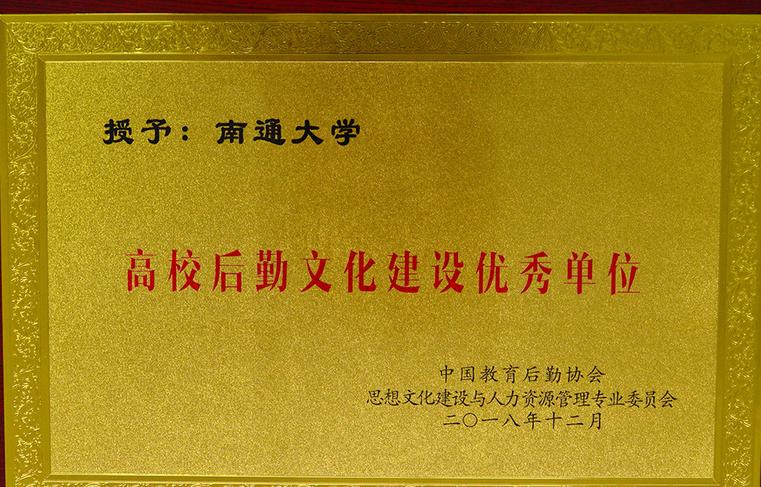 授予：南通大学
高校后勤文化建设优秀单位
中国教育后勤协会
思想文化建设与人力资源管理专业委员会
二〇一八年十二月